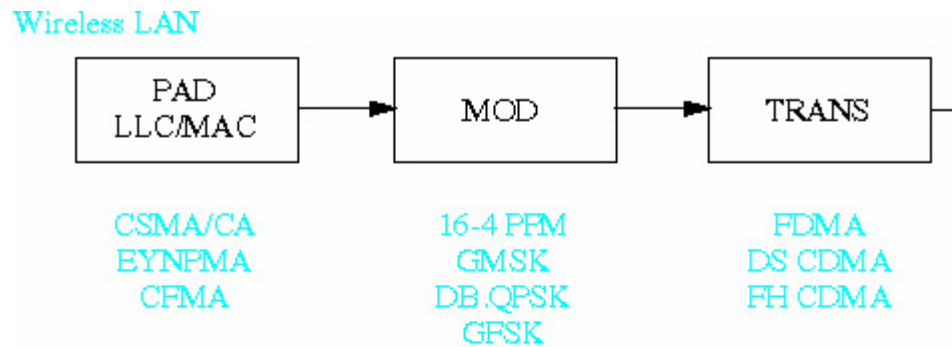 Wireless LAN
PAD
LLC/MAC
MOD
TRANS
CSMA/CA
EYNPMA
CFMA
16-4 PPM
GMSK
DB.QPSK
GFSK
FDMA
DS CDMA
FH CDMA